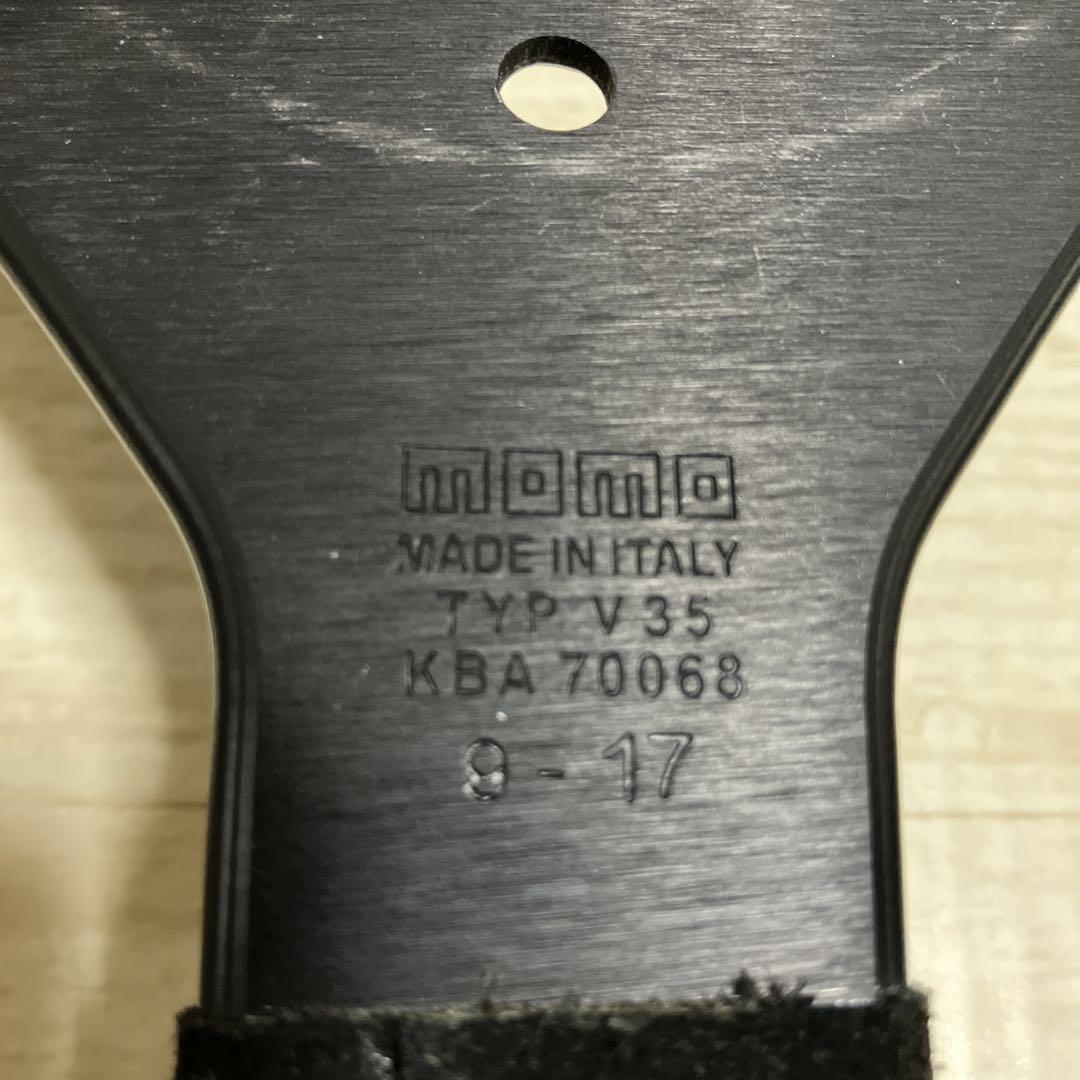 momo
MADE IN ITALY
TYP V35
KBA 70068
9 - 17